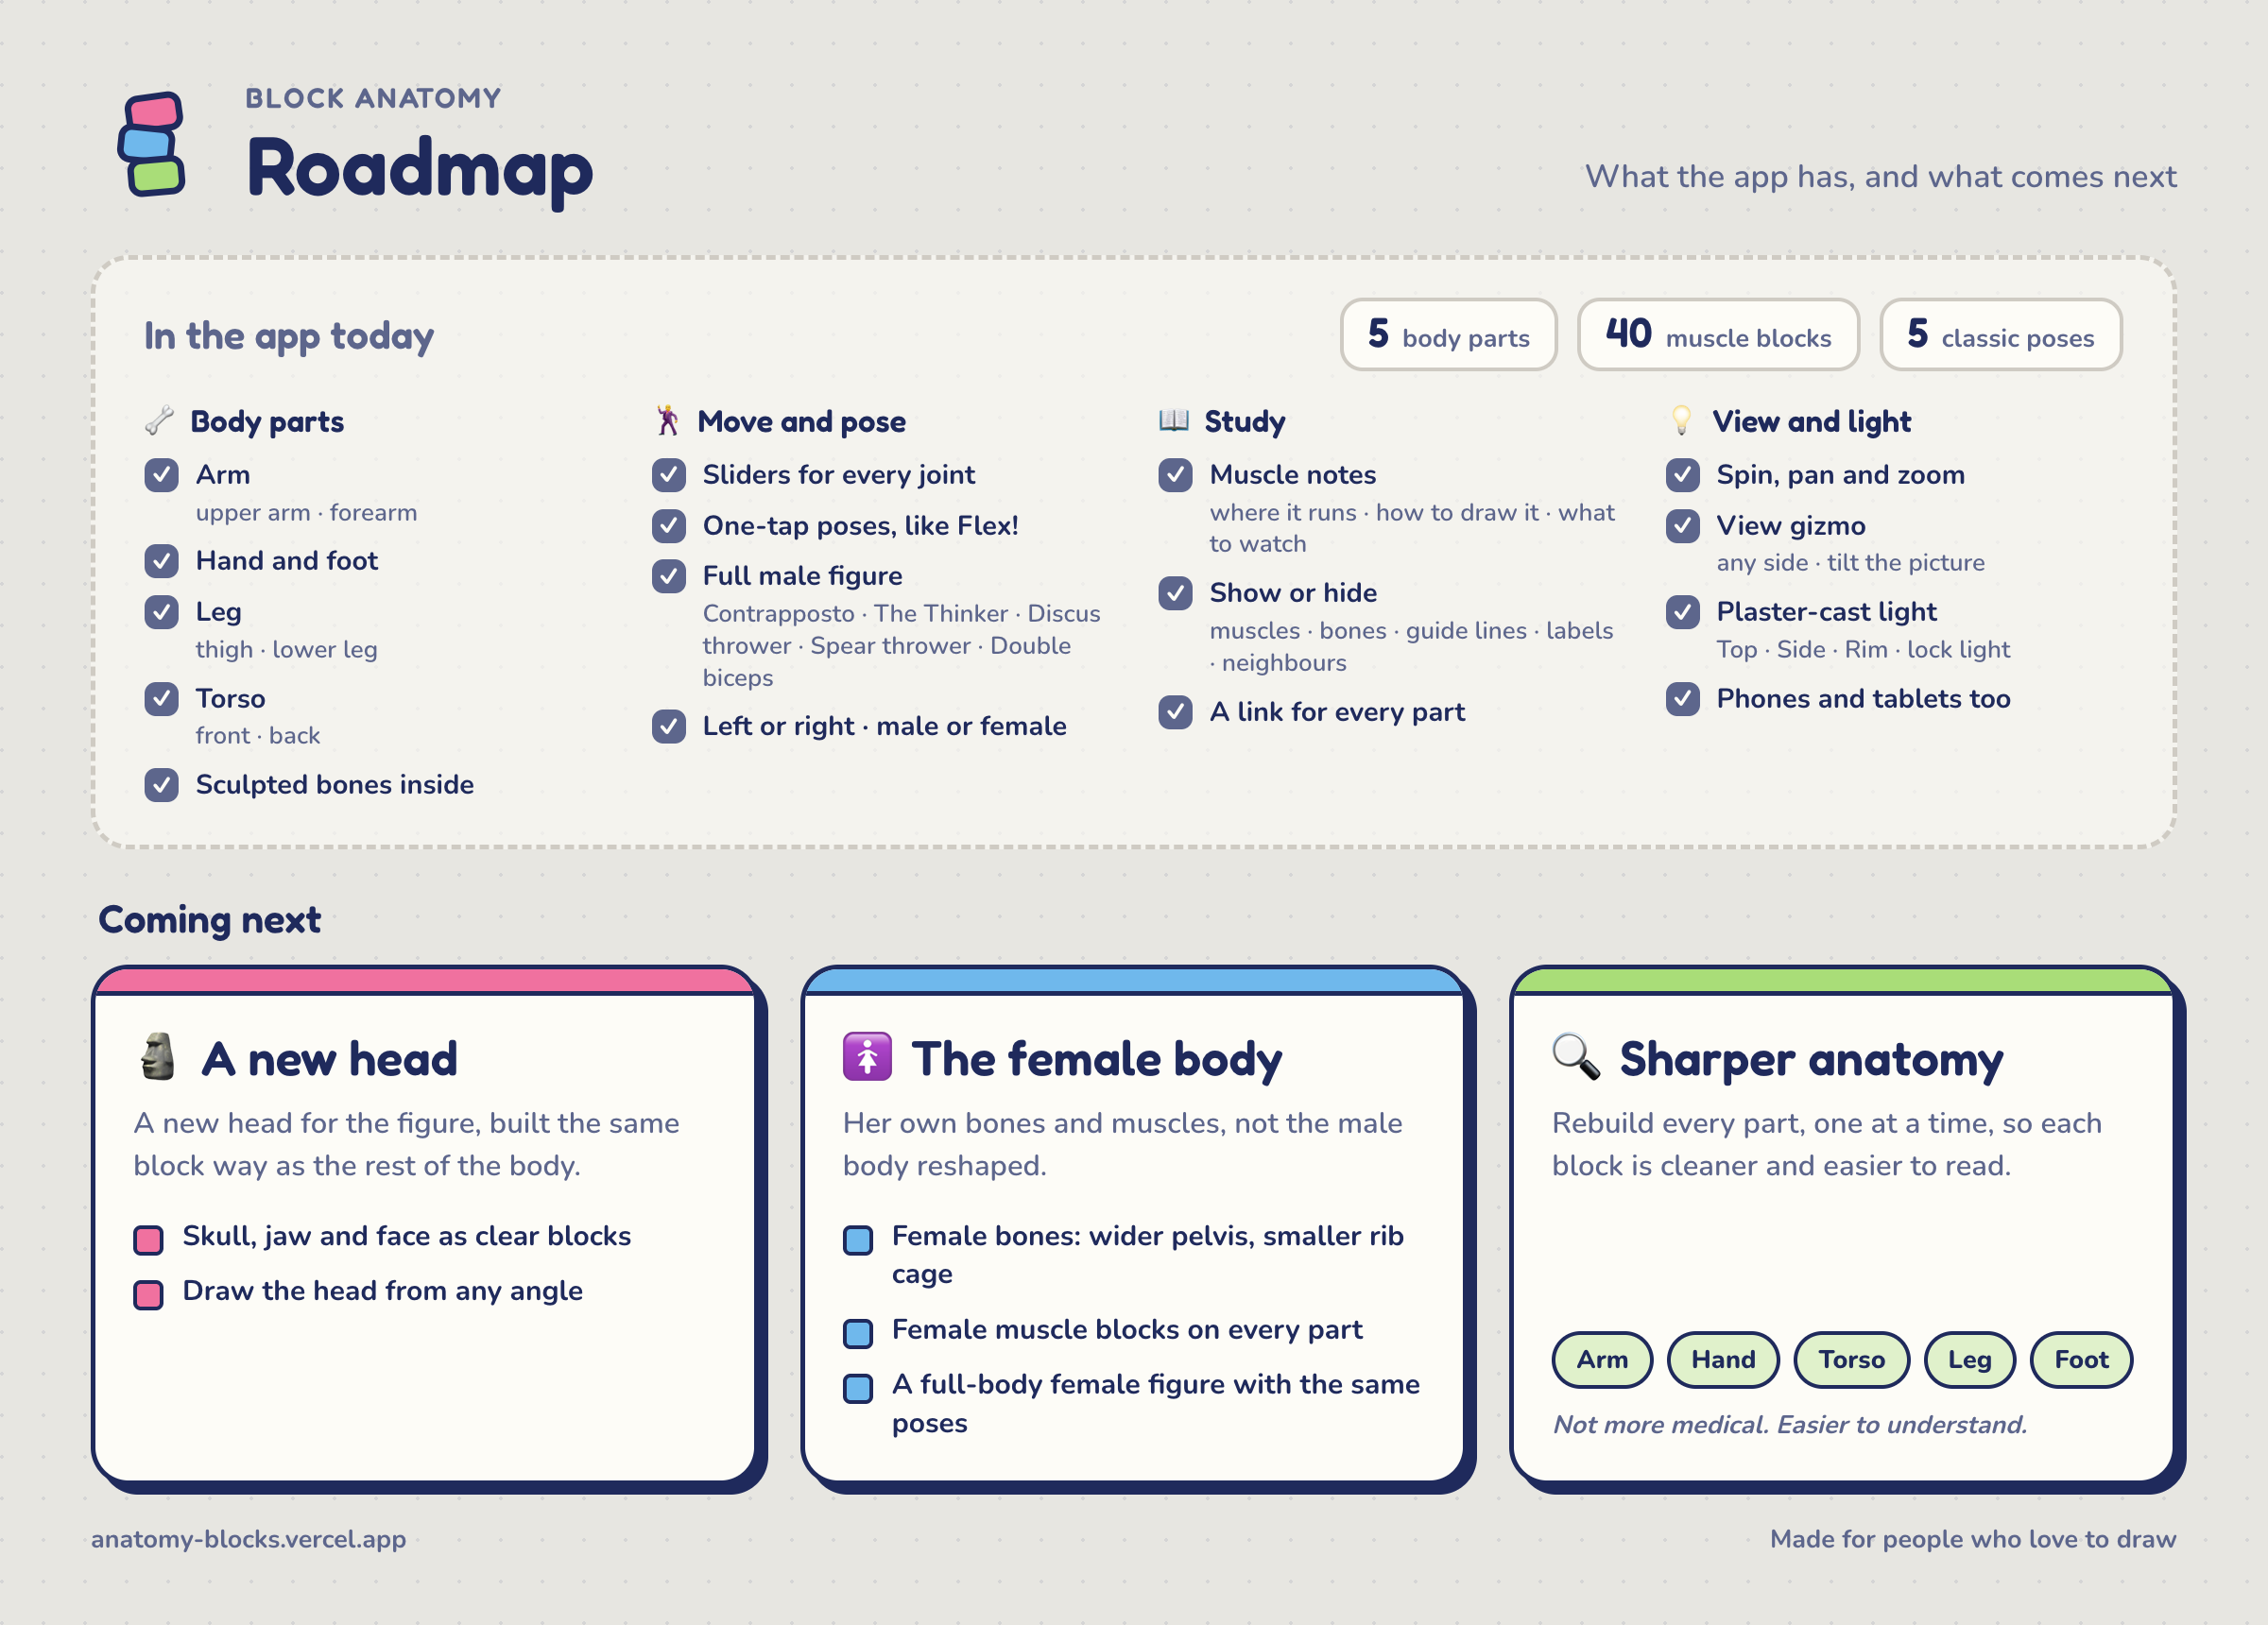 BLOCK ANATOMY
Roadmap
What the app has, and what comes next
In the app today
5 body parts
40 muscle blocks
5 classic poses
Body parts
Arm
upper arm · forearm
Hand and foot
Leg
thigh · lower leg
Torso
front · back
Sculpted bones inside
Move and pose
Sliders for every joint
One-tap poses, like Flex!
Full male figure
Contrapposto · The Thinker · Discus
thrower · Spear thrower · Double
biceps
Left or right · male or female
Study
Muscle notes
where it runs · how to draw it · what
to watch
Show or hide
muscles · bones · guide lines · labels
· neighbours
A link for every part
View and light
Spin, pan and zoom
View gizmo
any side · tilt the picture
Plaster-cast light
Top · Side · Rim · lock light
Phones and tablets too
Coming next
A new head
A new head for the figure, built the same
block way as the rest of the body.
Skull, jaw and face as clear blocks
Draw the head from any angle
The female body
Her own bones and muscles, not the male
body reshaped.
Female bones: wider pelvis, smaller rib
cage
Female muscle blocks on every part
A full-body female figure with the same
poses
Sharper anatomy
Rebuild every part, one at a time, so each
block is cleaner and easier to read.
Arm Hand Torso Leg Foot
Not more medical. Easier to understand.
anatomy-blocks.vercel.app
Made for people who love to draw